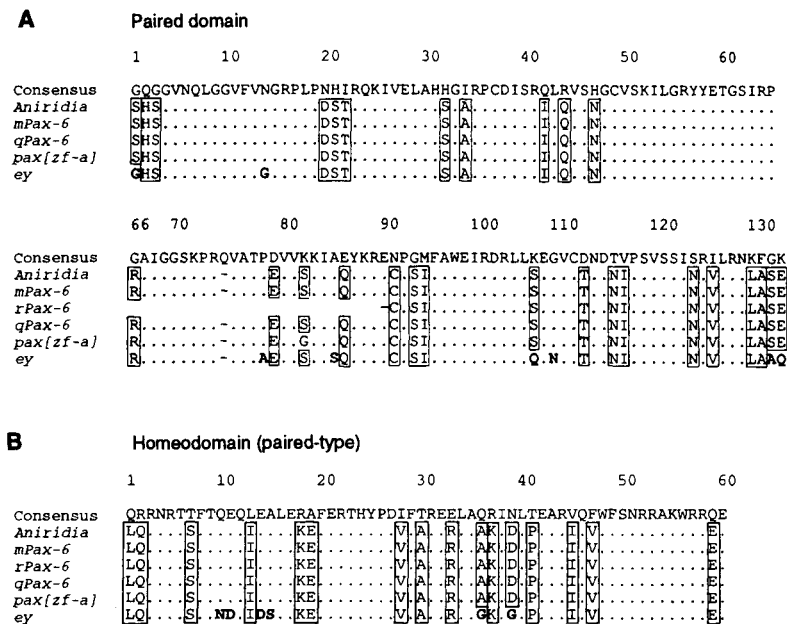 A
Paired domain
1 10 20 30 40 50 60
Consensus GQGGVNQLGGVFVNGRPLPNHIRQKIVELAHHGIRPCDISRQLRVSHGCVSKILGRYYETGSIRP
Aniridia SHS................DST.........S.A.......I.Q..N..................
mPax-6 SHS................DST.........S.A.......I.Q..N..................
qPax-6 SHS................DST.........S.A.......I.Q..N..................
pax[zf-a] SHS................DST.........S.A.......I.Q..N..................
ey GHS..........G.....DST.........S.A.......I.Q..N..................
66 70 80 90 100 110 120 130
Consensus GAIGGSKPRQVATPDVVKKIAEYKRENPGMFAWEIRDRLLKEGVCDNDTVPSVSSISRILRNKFGK
Aniridia R........-....E..S...Q....C.SI..........S....T..NI......N.V...LASE
mPax-6 R........-....E..S...Q....C.SI..........S....T..NI......N.V...LASE
rPax-6 -C.SI..........S....T..NI......N.V...LASE
qPax-6 R........-....E..S...Q....C.SI..........S....T..NI......N.V...LASE
pax[zf-a] R........-....E..G...Q....C.SI..........S....T..NI......N.V...LASE
ey R........-...AE..S..SQ....C.SI..........Q.N..T..NI......N.V...LAAQ
B
Homeodomain (paired-type)
1 10 20 30 40 50 60
Consensus QRRNRTTFTQEQLEALERAFERTHYPDIFTREELAQRINLTEARVQFWFSNRRAKWRRQE
Aniridia LQ....S.....I....KE........V.A..R..AK.D.P...I.V...........E.
mPax-6 LQ....S.....I....KE........V.A..R..AK.D.P...I.V...........E.
rPax-6 LQ....S.....I....KE........V.A..R..AK.D.P...I.V...........E.
qPax-6 LQ....S.....I....KE........V.A..R..AK.D.P...I.V...........E.
pax[zf-a] LQ....S.....I....KE........V.A..R..AK.D.P...I.V...........E.
ey LQ....S..ND.IDS..KE........V.A..R..GK.G.P...I.V...........E.